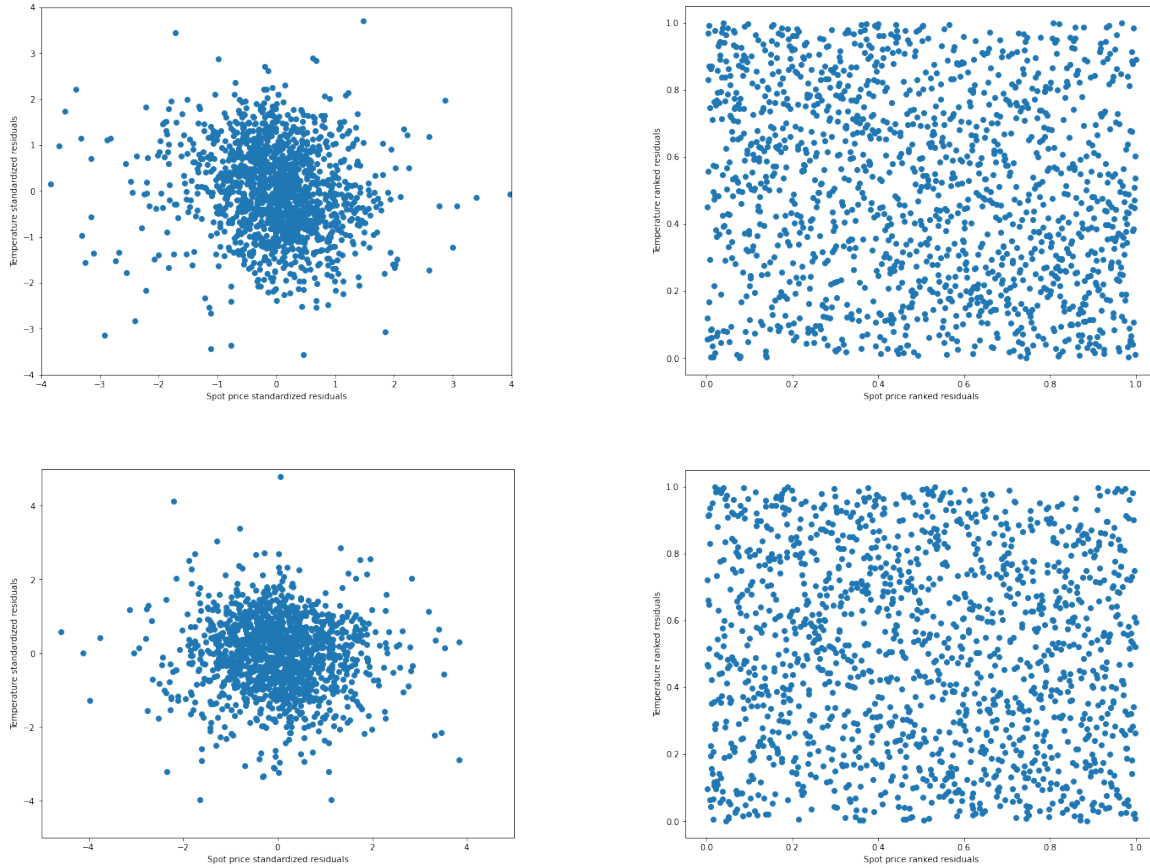 4
3
2
1
0
−1
−2
−3
−4
Temperature standardized residuals
−4 −3 −2 −1 0 1 2 3 4
Spot price standardized residuals
1.0
0.8
0.6
0.4
0.2
0.0
Temperature ranked residuals
0.0 0.2 0.4 0.6 0.8 1.0
Spot price ranked residuals
4
2
0
−2
−4
Temperature standardized residuals
−4 −2 0 2 4
Spot price standardized residuals
1.0
0.8
0.6
0.4
0.2
0.0
Temperature ranked residuals
0.0 0.2 0.4 0.6 0.8 1.0
Spot price ranked residuals